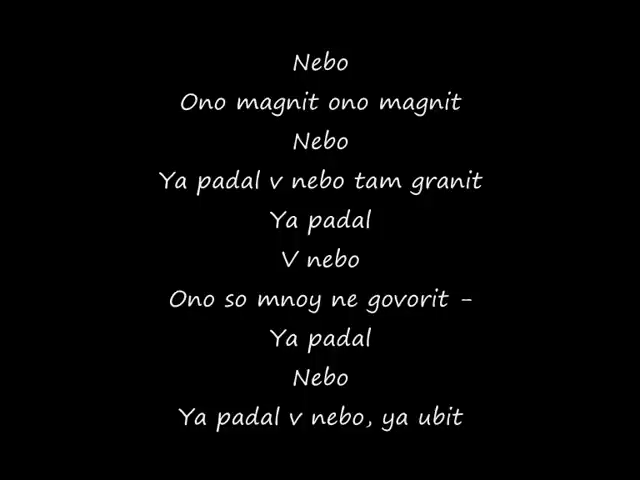 Nebo
Ono magnit ono magnit
Nebo
Ya padal v nebo tam granit
Ya padal
V nebo
Ono so mnoy ne govorit -
Ya padal
Nebo
Ya padal v nebo, ya ubit